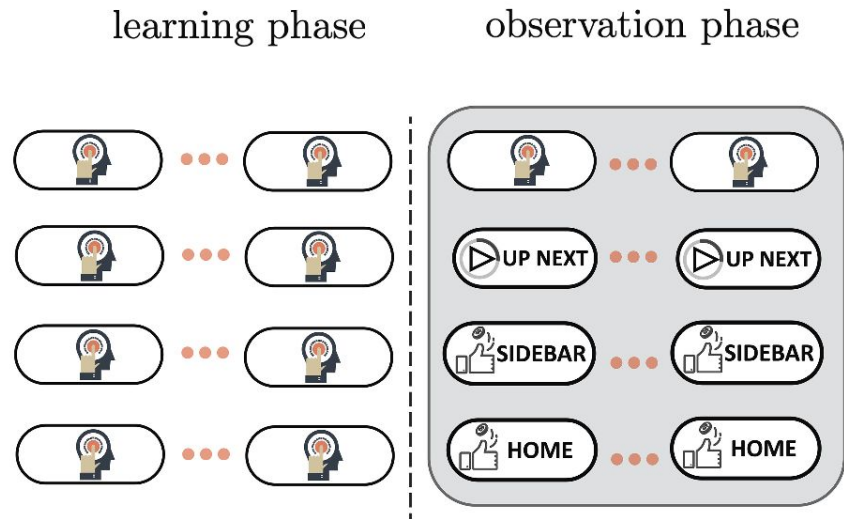 learning phase
observation phase
UP NEXT
UP NEXT
SIDEBAR
SIDEBAR
HOME
HOME